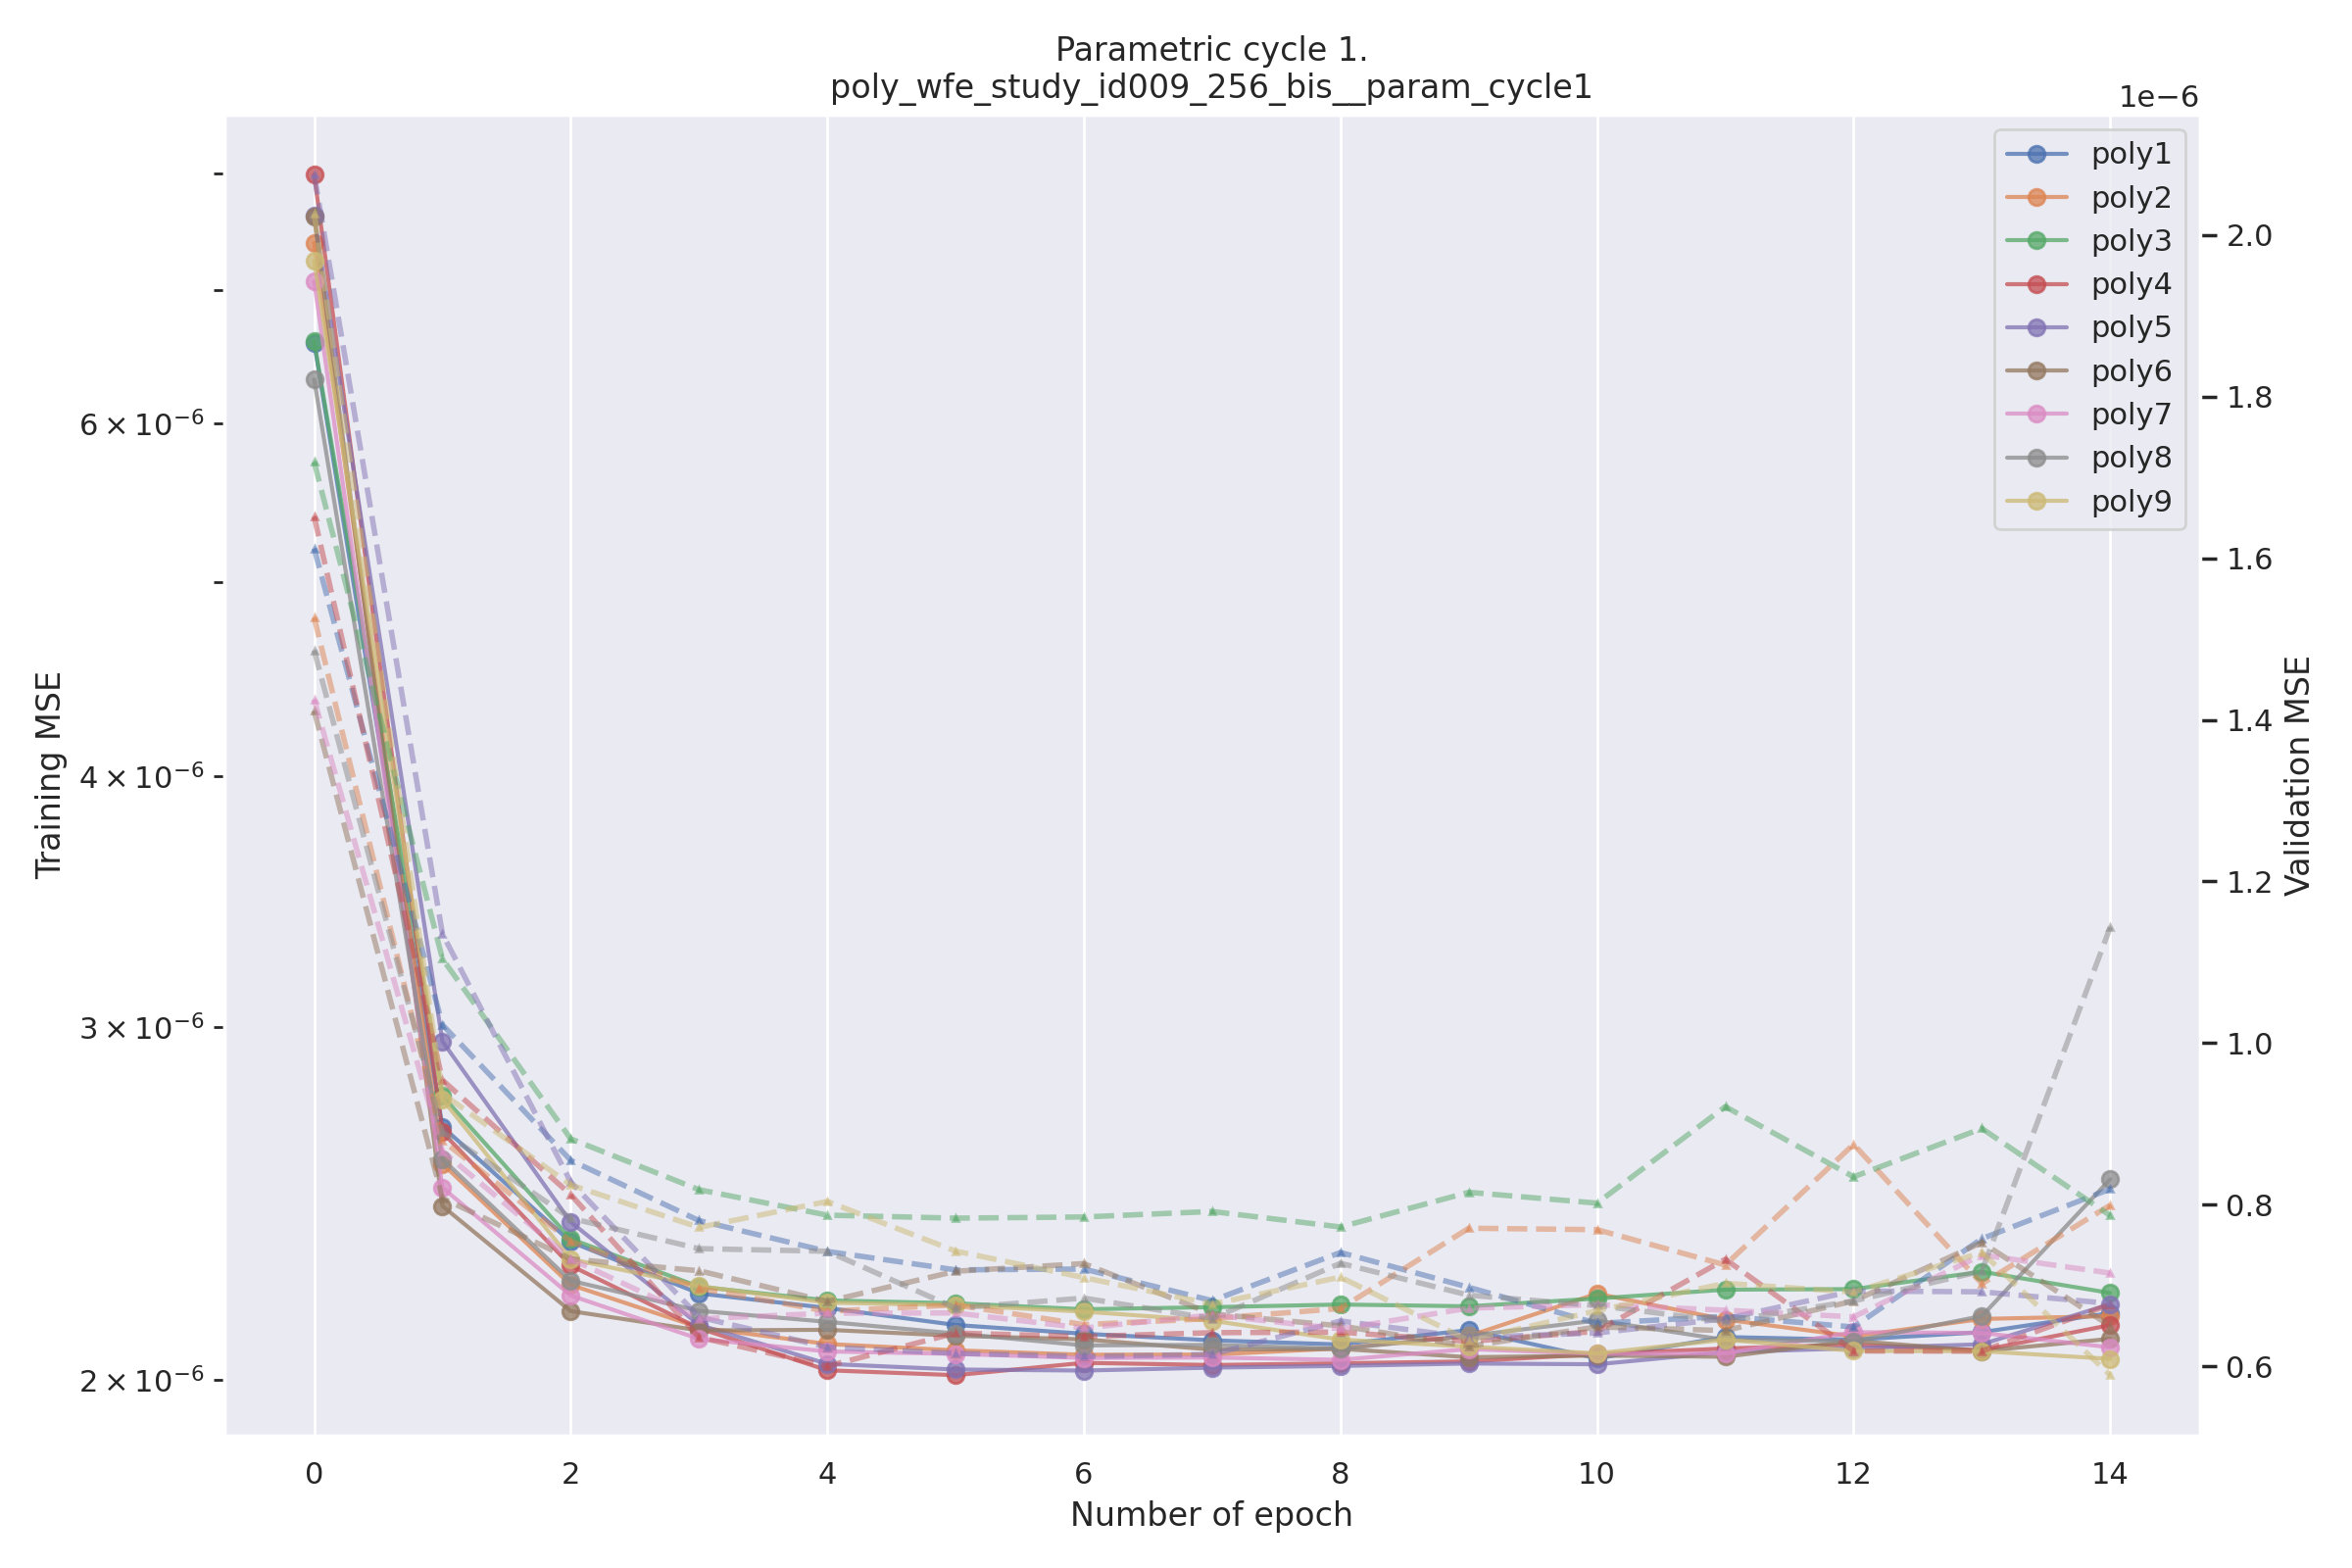 Parametric cycle 1.
poly_wfe_study_id009_256_bis__param_cycle1
1e−6
poly1
poly2
poly3
poly4
poly5
poly6
poly7
poly8
poly9
6 × 10⁻⁶
4 × 10⁻⁶
3 × 10⁻⁶
2 × 10⁻⁶
Training MSE
2.0
1.8
1.6
1.4
1.2
1.0
0.8
0.6
Validation MSE
0 2 4 6 8 10 12 14
Number of epoch